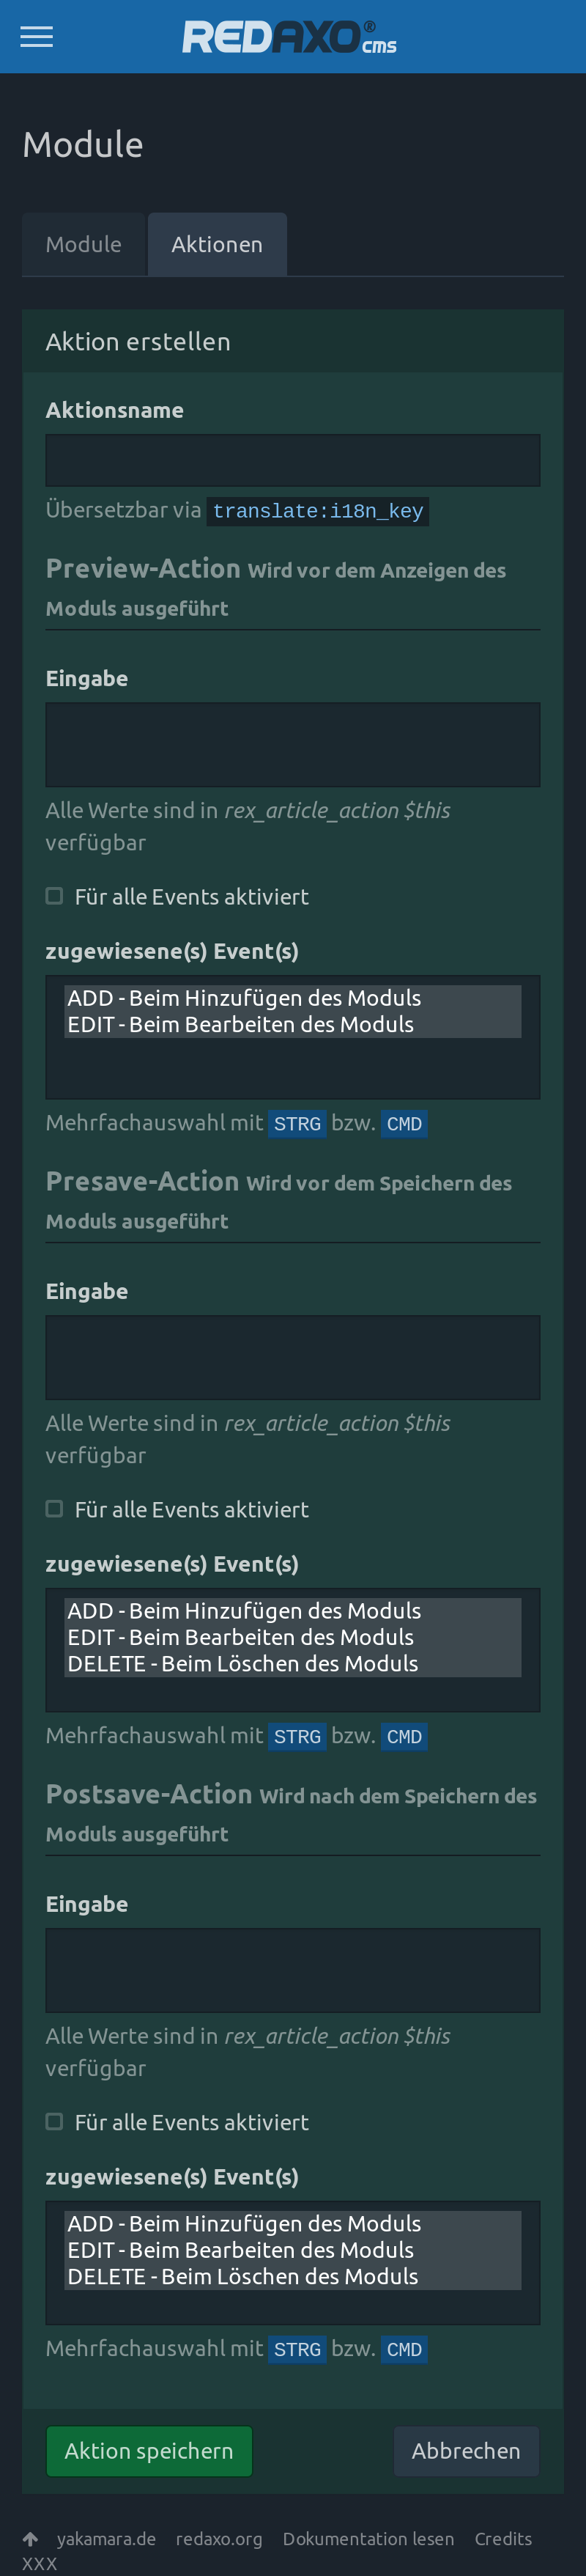 REDAXO® cms
Module
Module Aktionen
Aktion erstellen
Aktionsname
Übersetzbar via translate:i18n_key
Preview-Action Wird vor dem Anzeigen des
Moduls ausgeführt
Eingabe
Alle Werte sind in rex_article_action $this
verfügbar
Für alle Events aktiviert
zugewiesene(s) Event(s)
ADD - Beim Hinzufügen des Moduls
EDIT - Beim Bearbeiten des Moduls
Mehrfachauswahl mit STRG bzw. CMD
Presave-Action Wird vor dem Speichern des
Moduls ausgeführt
Eingabe
Alle Werte sind in rex_article_action $this
verfügbar
Für alle Events aktiviert
zugewiesene(s) Event(s)
ADD - Beim Hinzufügen des Moduls
EDIT - Beim Bearbeiten des Moduls
DELETE - Beim Löschen des Moduls
Mehrfachauswahl mit STRG bzw. CMD
Postsave-Action Wird nach dem Speichern des
Moduls ausgeführt
Eingabe
Alle Werte sind in rex_article_action $this
verfügbar
Für alle Events aktiviert
zugewiesene(s) Event(s)
ADD - Beim Hinzufügen des Moduls
EDIT - Beim Bearbeiten des Moduls
DELETE - Beim Löschen des Moduls
Mehrfachauswahl mit STRG bzw. CMD
Aktion speichern Abbrechen
yakamara.de redaxo.org Dokumentation lesen Credits
XXX